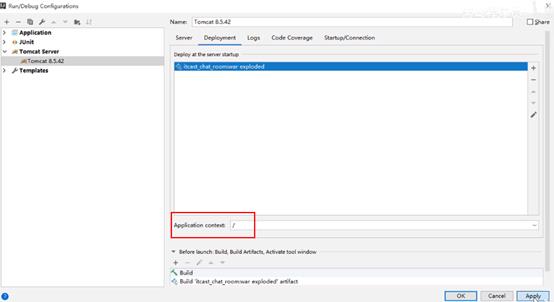 Run/Debug Configurations
Name: Tomcat 8.5.42
Share
Application
JUnit
Tomcat Server
Tomcat 8.5.42
Templates
Server Deployment Logs Code Coverage Startup/Connection
Deploy at the server startup
itcast_chat_room:war exploded
Application context: /
Before launch: Build, Build Artifacts, Activate tool window
Build
Build 'itcast_chat_room:war exploded' artifact
? OK Cancel Apply